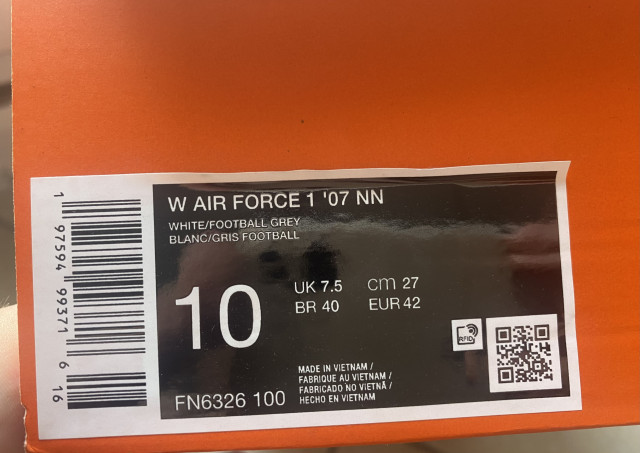 W AIR FORCE 1 '07 NN
WHITE/FOOTBALL GREY
BLANC/GRIS FOOTBALL
10
UK 7.5 cm 27
BR 40 EUR 42
RFID
MADE IN VIETNAM /
FABRIQUE AU VIETNAM /
FABRICADO NO VIETNÃ /
HECHO EN VIETNAM
FN6326 100
1 97594 99371 6 16